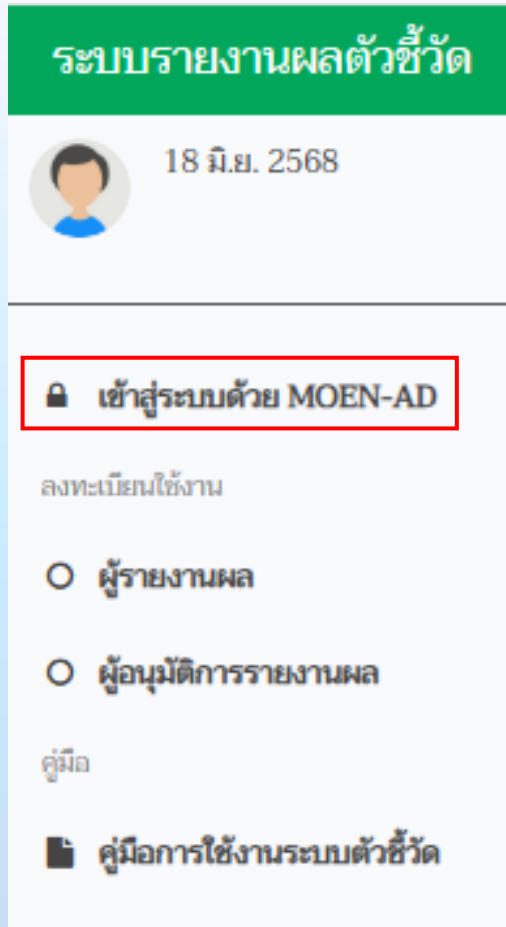 ระบบรายงานผลตัวชี้วัด
18 มิ.ย. 2568
เข้าสู่ระบบด้วย MOEN-AD
ลงทะเบียนใช้งาน
ผู้รายงานผล
ผู้อนุมัติการรายงานผล
คู่มือ
คู่มือการใช้งานระบบตัวชี้วัด